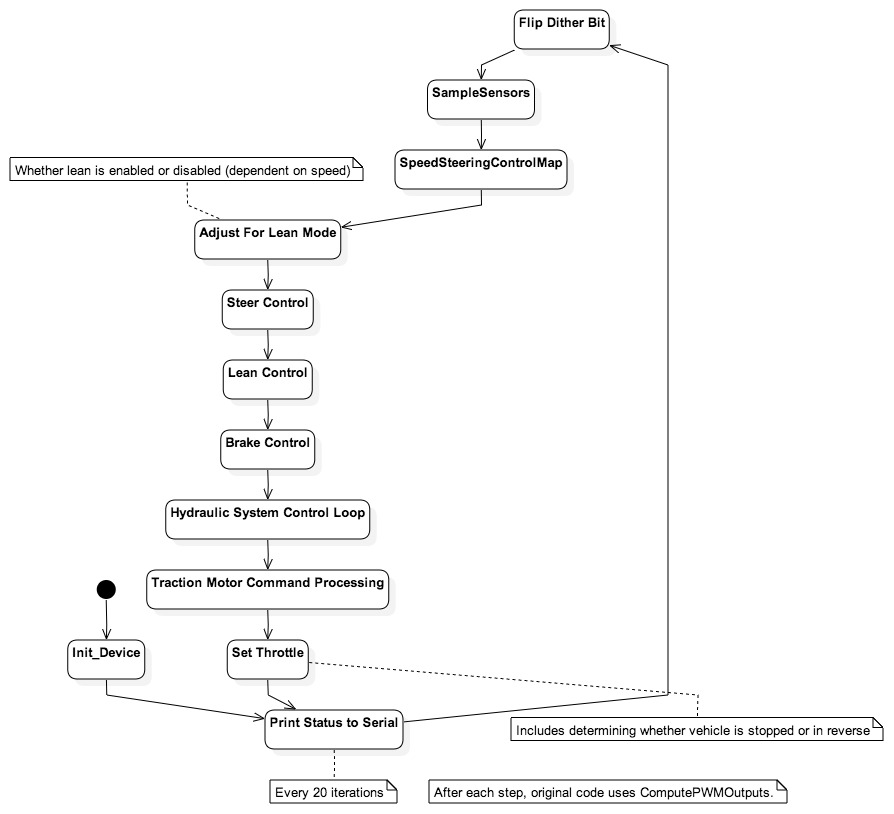 Flip Dither Bit
SampleSensors
SpeedSteeringControlMap
Whether lean is enabled or disabled (dependent on speed)
Adjust For Lean Mode
Steer Control
Lean Control
Brake Control
Hydraulic System Control Loop
Traction Motor Command Processing
Init_Device
Set Throttle
Print Status to Serial
Includes determining whether vehicle is stopped or in reverse
Every 20 iterations
After each step, original code uses ComputePWMOutputs.